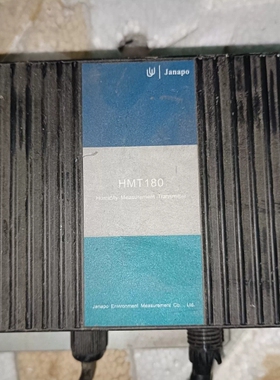 Janapo
HMT180
Humidity Measurement Transmitter
Janapo Environment Measurement Co., Ltd.